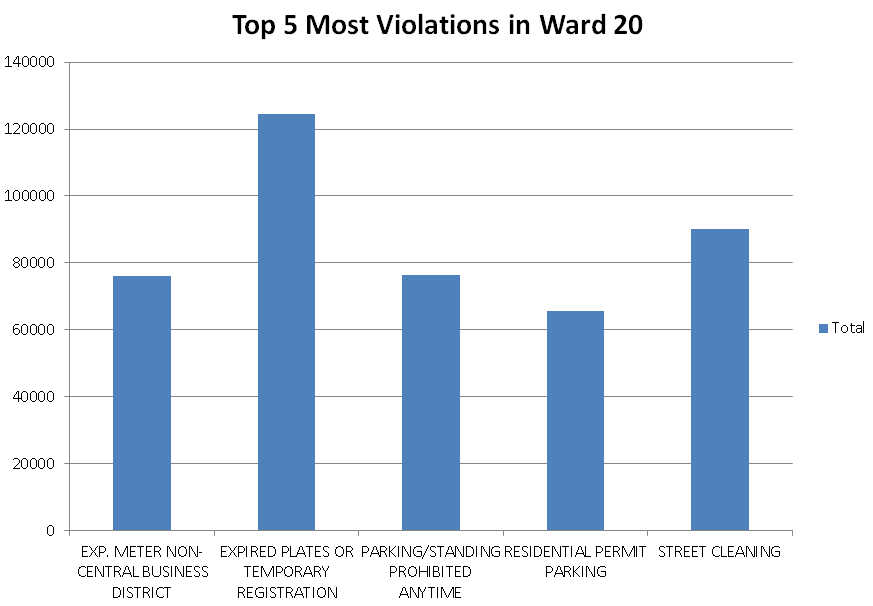 Top 5 Most Violations in Ward 20
140000
120000
100000
80000
60000
40000
20000
0
EXP. METER NON-
CENTRAL BUSINESS
DISTRICT
EXPIRED PLATES OR
TEMPORARY
REGISTRATION
PARKING/STANDING
PROHIBITED
ANYTIME
RESIDENTIAL PERMIT
PARKING
STREET CLEANING
Total